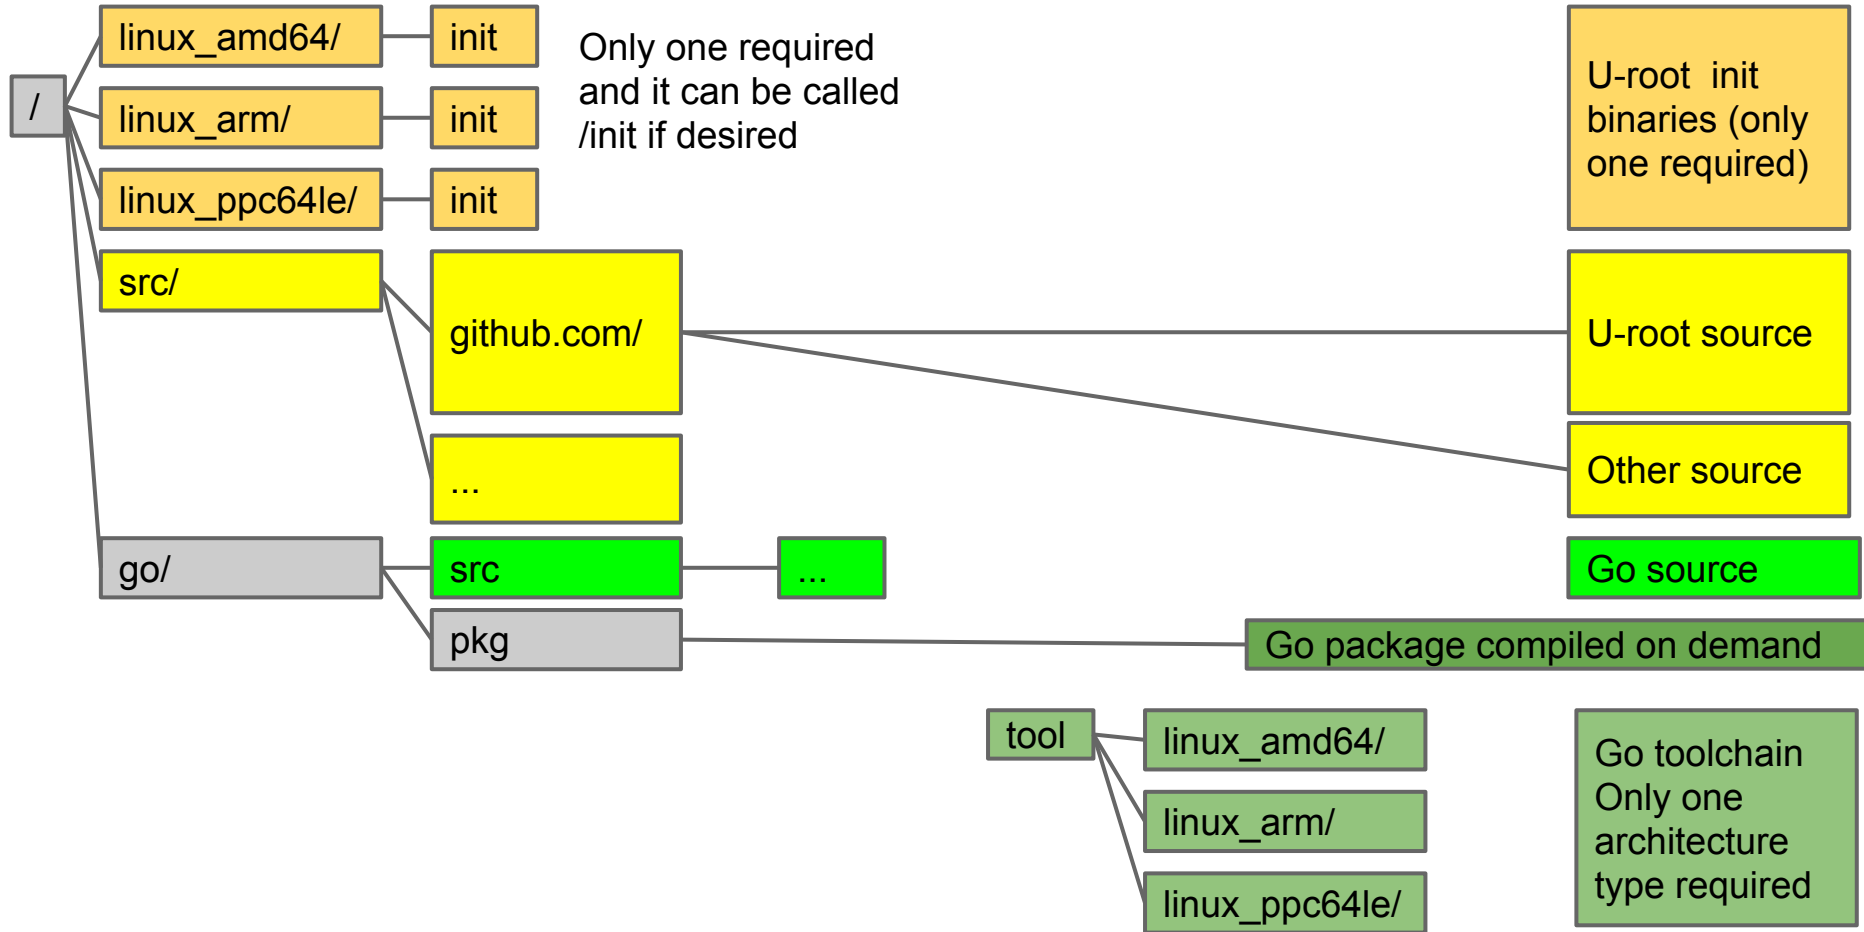 linux_amd64/
init
Only one required
and it can be called
/init if desired
U-root  init
binaries (only
one required)
/
linux_arm/
init
linux_ppc64le/
init
src/
github.com/
U-root source
...
Other source
go/
src
...
Go source
pkg
Go package compiled on demand
tool
linux_amd64/
linux_arm/
linux_ppc64le/
Go toolchain
Only one
architecture
type required